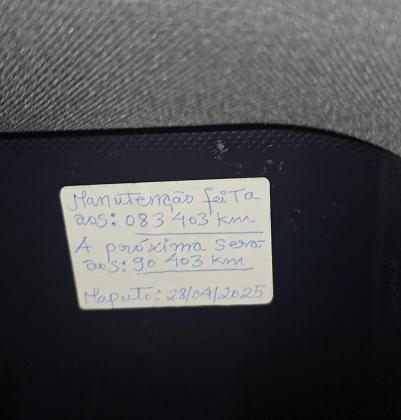 Manutenção feita
aos: 083 403 km
A próxima será
aos: 90 403 km
Maputo: 28/04/2025